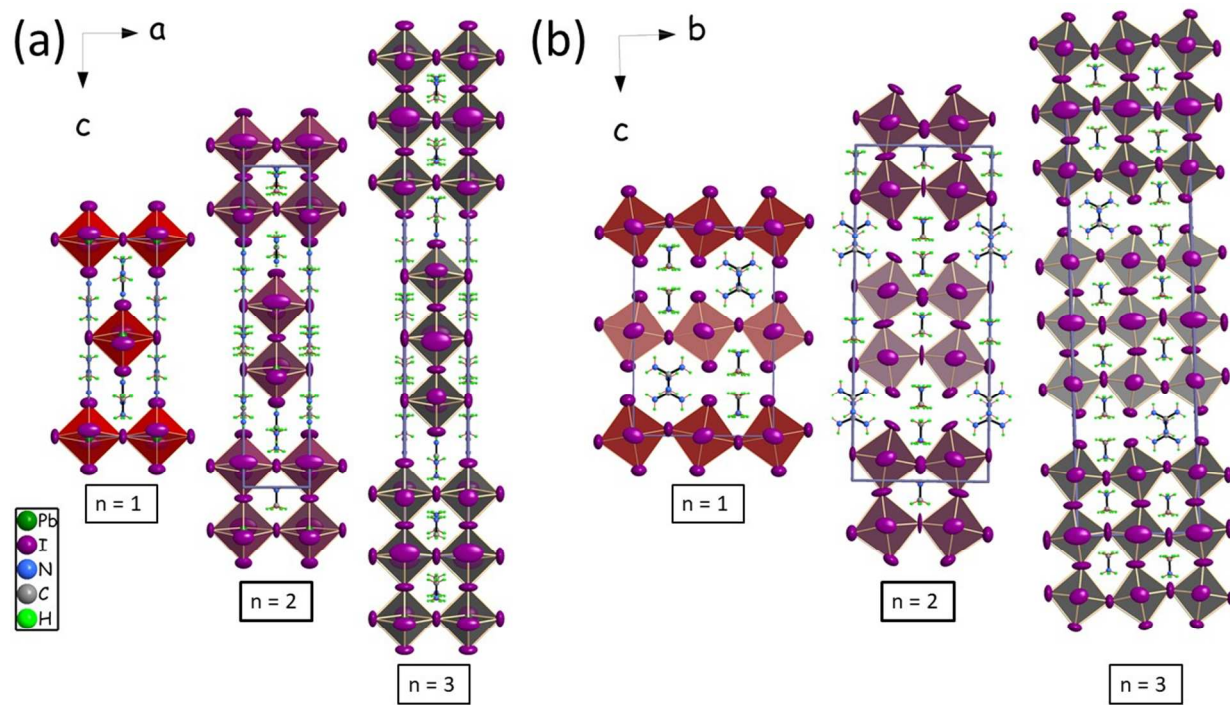 (a)
a
c
n = 1
n = 2
n = 3
Pb
I
N
C
H
(b)
b
c
n = 1
n = 2
n = 3